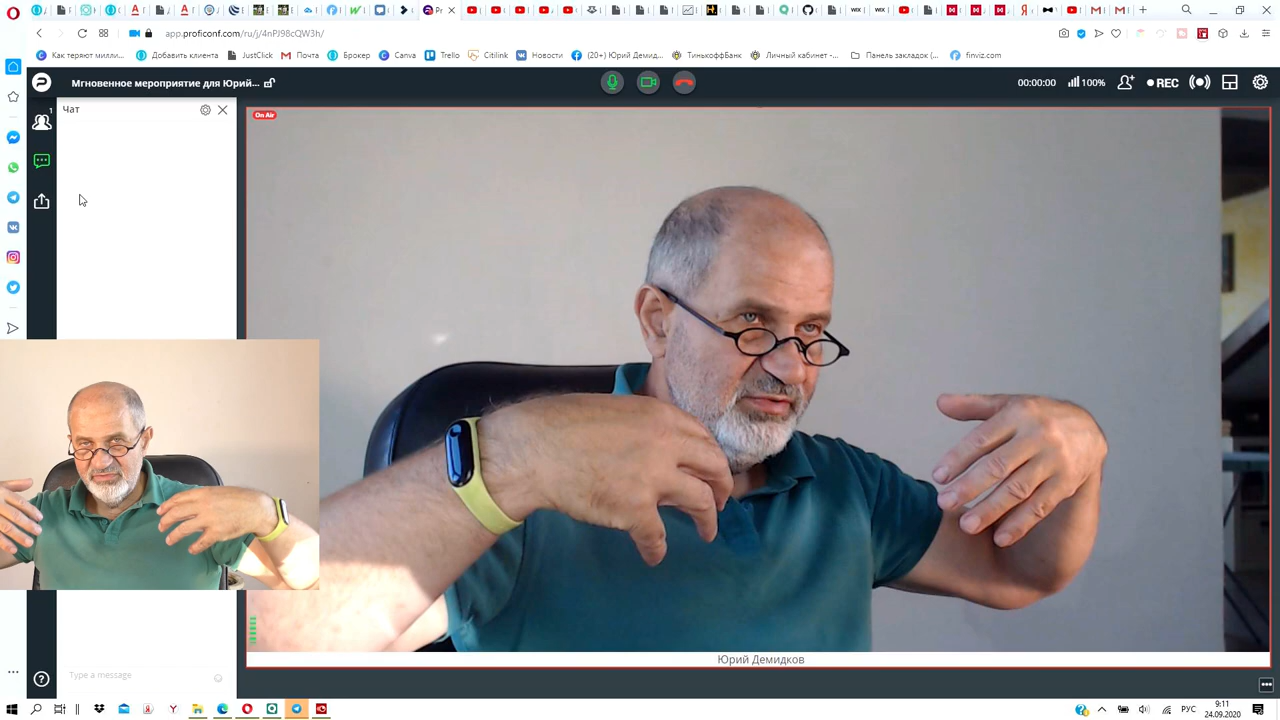 app.proficonf.com/ru/j/4nPJ98cQW3h/
Как теряют милли...
Добавить клиента
JustClick
Почта
Брокер
Canva
Trello
Citilink
Новости
(20+) Юрий Демид...
ТинькоффБанк
Личный кабинет -...
Панель закладок (...
finviz.com
Мгновенное мероприятие для Юрий...
00:00:00
100%
REC
1
Чат
On Air
Юрий Демидков
Type a message
РУС
9:11
24.09.2020